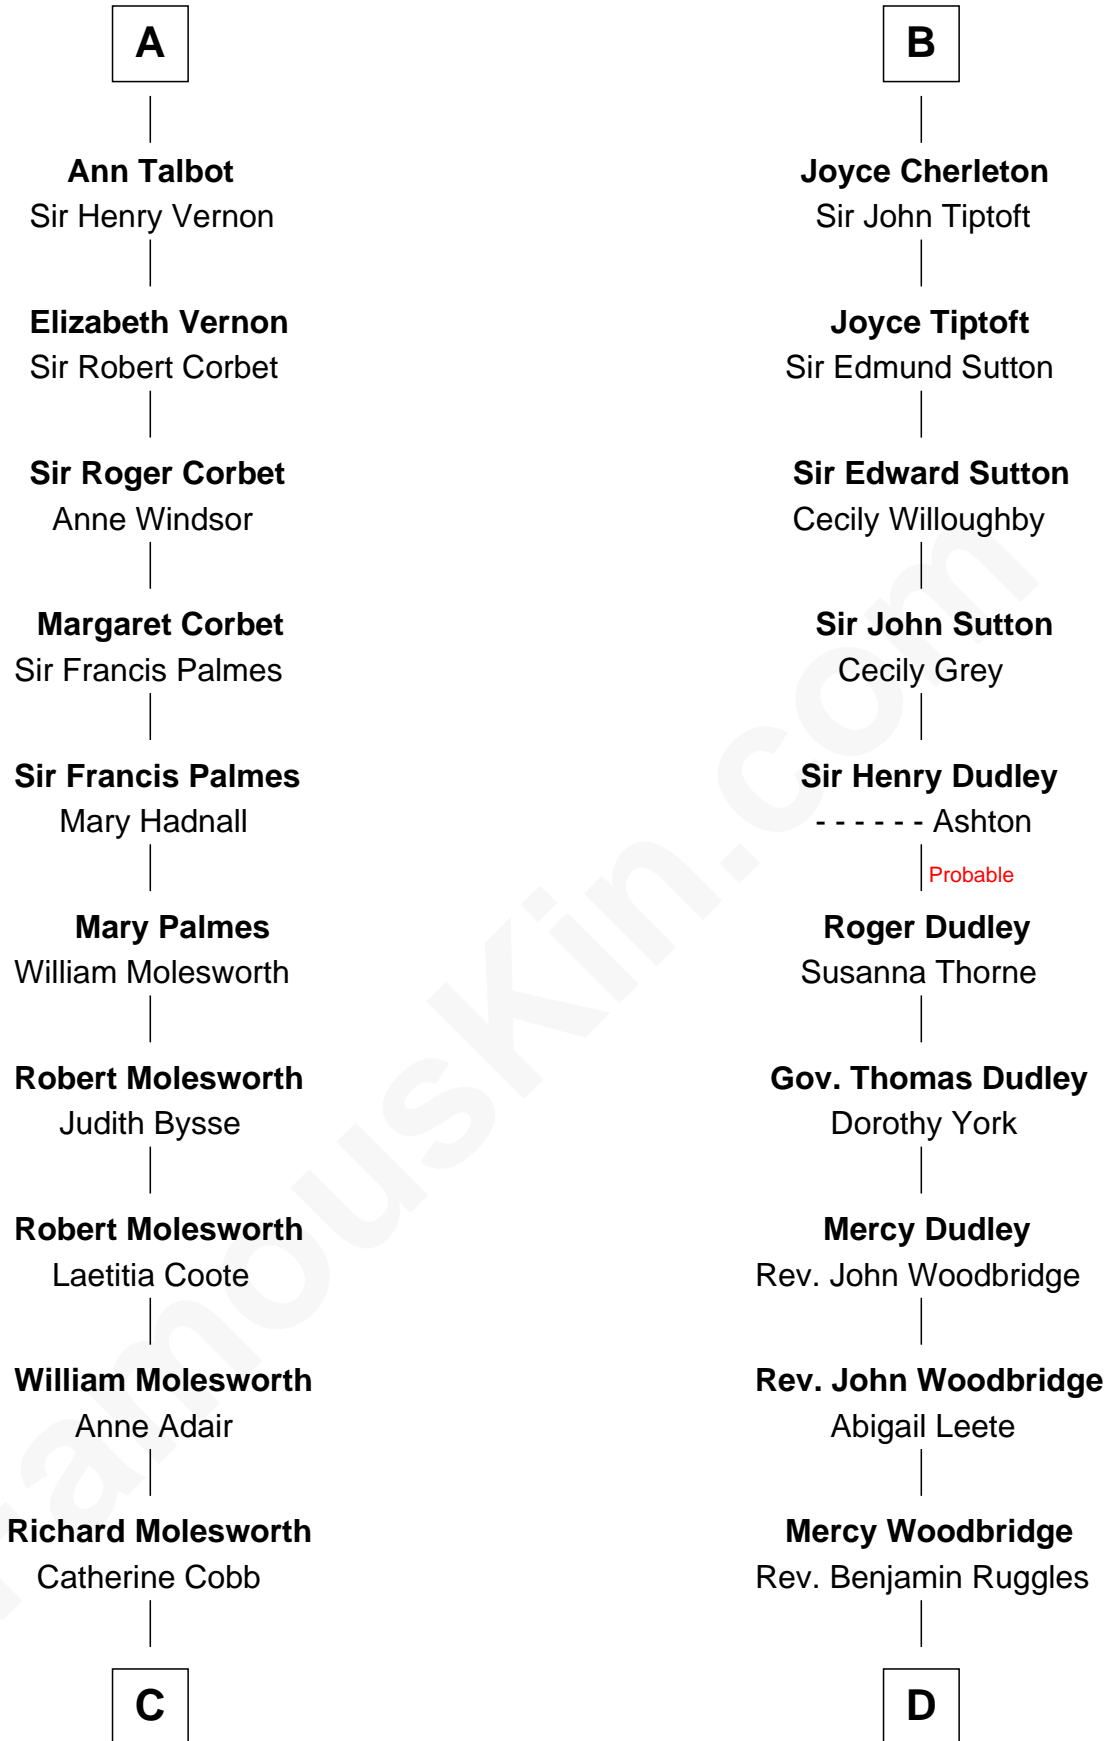 A
Ann Talbot
Sir Henry Vernon
Elizabeth Vernon
Sir Robert Corbet
Sir Roger Corbet
Anne Windsor
Margaret Corbet
Sir Francis Palmes
Sir Francis Palmes
Mary Hadnall
Mary Palmes
William Molesworth
Robert Molesworth
Judith Bysse
Robert Molesworth
Laetitia Coote
William Molesworth
Anne Adair
Richard Molesworth
Catherine Cobb
C
B
Joyce Cherleton
Sir John Tiptoft
Joyce Tiptoft
Sir Edmund Sutton
Sir Edward Sutton
Cecily Willoughby
Sir John Sutton
Cecily Grey
Sir Henry Dudley
- - - - - - Ashton
Probable
Roger Dudley
Susanna Thorne
Gov. Thomas Dudley
Dorothy York
Mercy Dudley
Rev. John Woodbridge
Rev. John Woodbridge
Abigail Leete
Mercy Woodbridge
Rev. Benjamin Ruggles
D
FamousKin.com